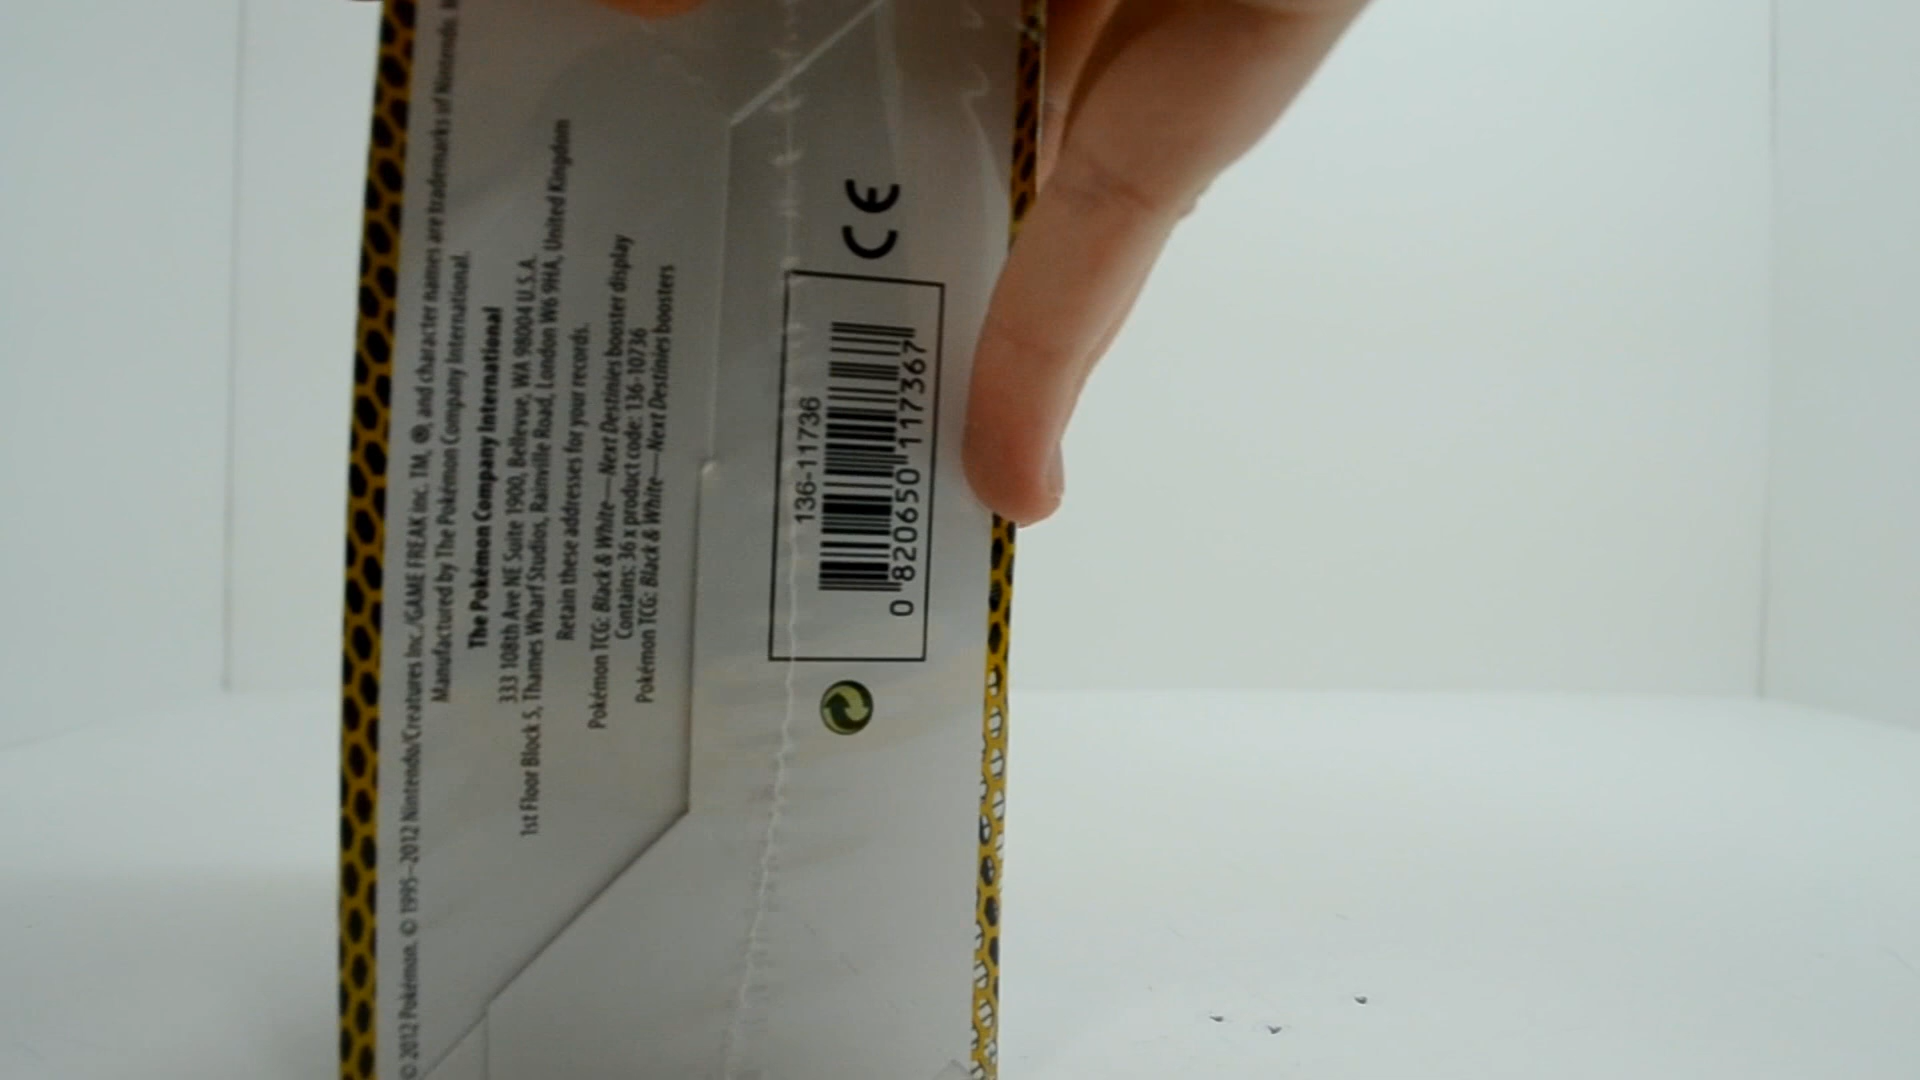 © 2012 Pokémon. © 1995–2012 Nintendo/Creatures Inc./GAME FREAK inc. TM, ®, and character names are trademarks of Nintendo.
Manufactured by The Pokémon Company International.
The Pokémon Company International
333 108th Ave NE Suite 1900, Bellevue, WA 98004 U.S.A.
1st Floor Block 5, Thames Wharf Studios, Rainville Road, London W6 9HA, United Kingdom
Retain these addresses for your records.
Pokémon TCG: Black & White—Next Destinies booster display
Contains: 36 x product code: 136-10736
Pokémon TCG: Black & White—Next Destinies boosters
136-11736
0 820650 117367
CE